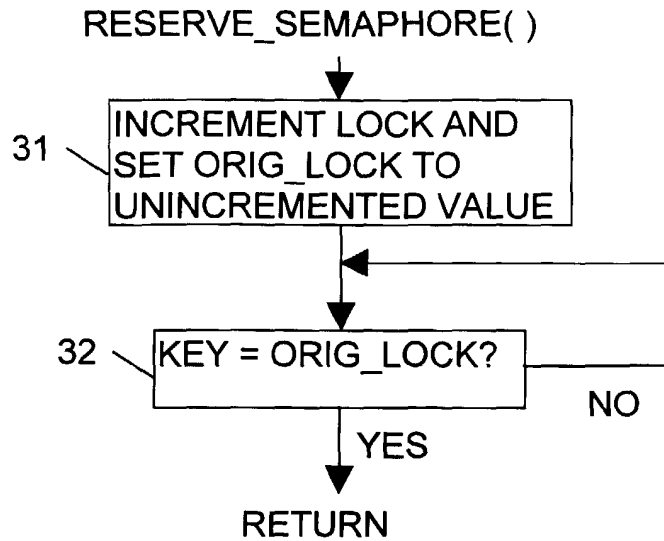 RESERVE_SEMAPHORE( )
31
INCREMENT LOCK AND
SET ORIG_LOCK TO
UNINCREMENTED VALUE
32
KEY = ORIG_LOCK?
NO
YES
RETURN